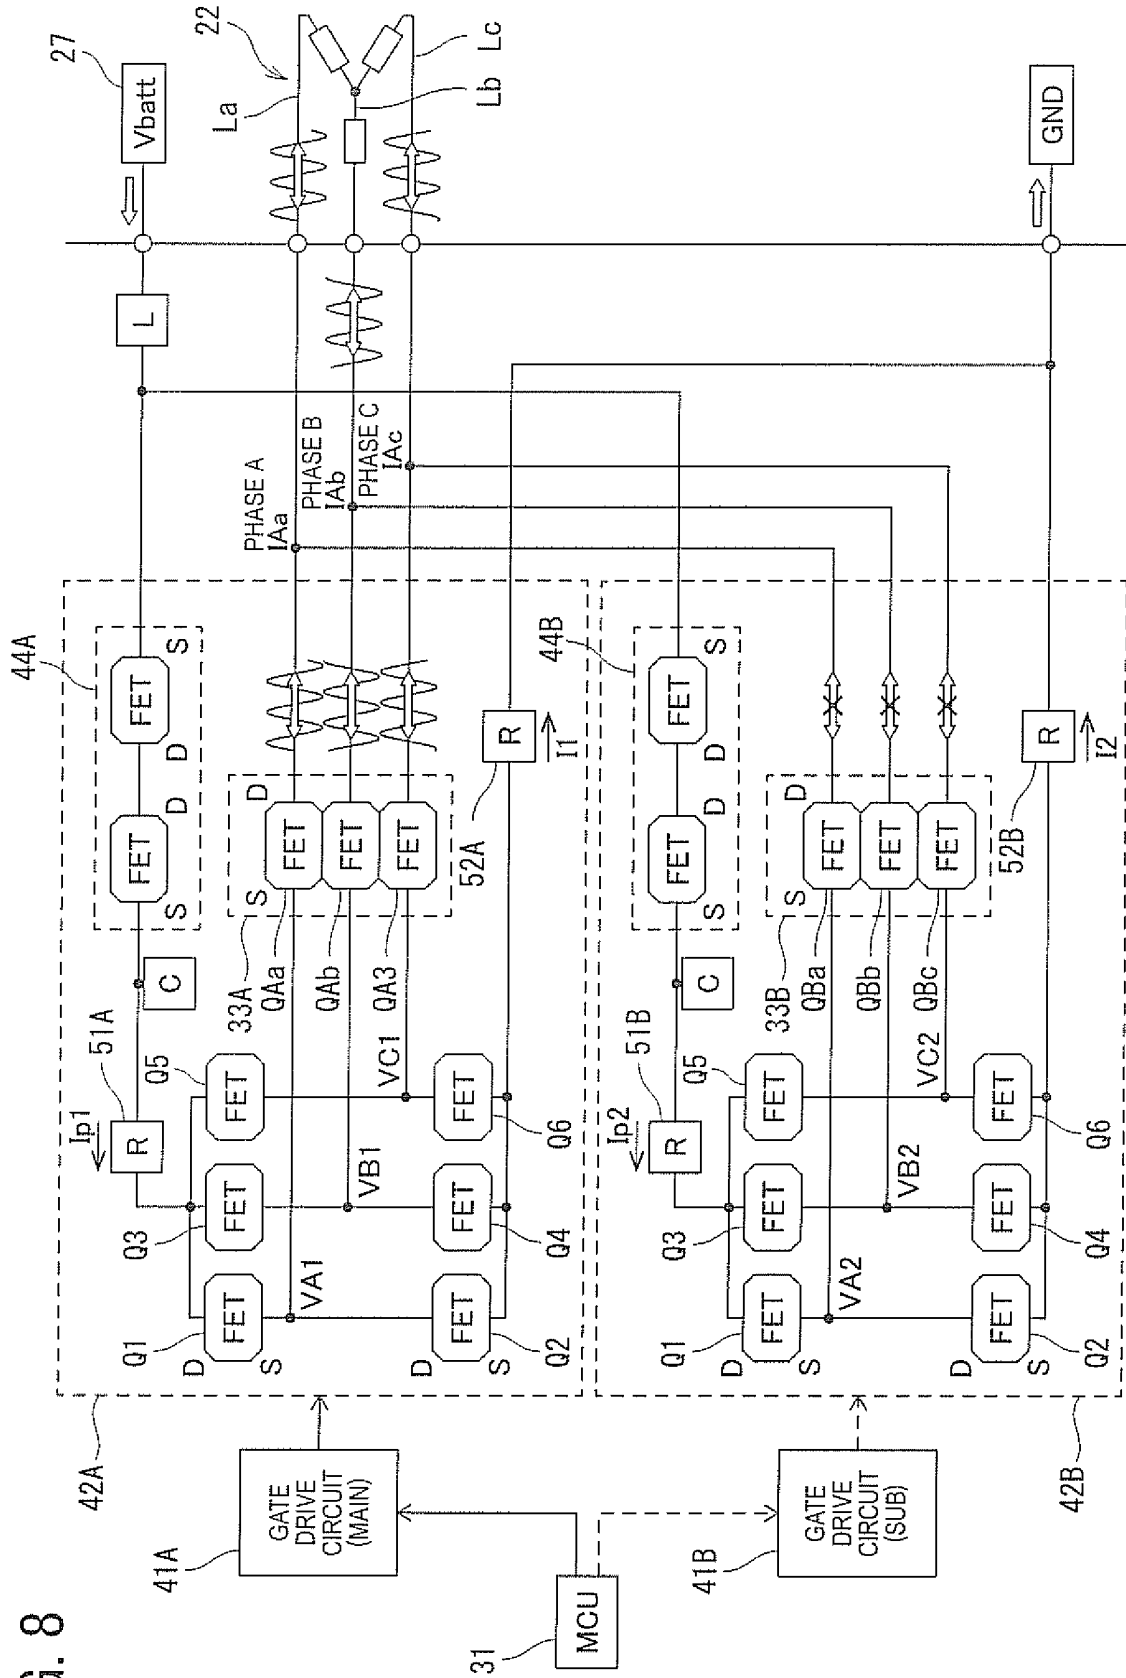 G. 8
27
Vbatt
22
La
Lb
Lc
GND
L
PHASE A
IAa
PHASE B
IAb
PHASE C
IAc
44A
FET
FET
S
D
D
S
C
51A
R
Ip1
33A
D
S
FET
FET
FET
QAa
QAb
QA3
52A
R
I1
Q1
Q3
Q5
FET
FET
FET
D
S
VA1
VB1
VC1
FET
FET
FET
D
S
Q2
Q4
Q6
42A
44B
FET
FET
S
D
D
S
C
51B
R
Ip2
33B
D
S
FET
FET
FET
QBa
QBb
QBc
52B
R
I2
Q1
Q3
Q5
FET
FET
FET
D
S
VA2
VB2
VC2
FET
FET
FET
D
S
Q2
Q4
Q6
42B
GATE
DRIVE
CIRCUIT
(MAIN)
41A
GATE
DRIVE
CIRCUIT
(SUB)
41B
MCU
31